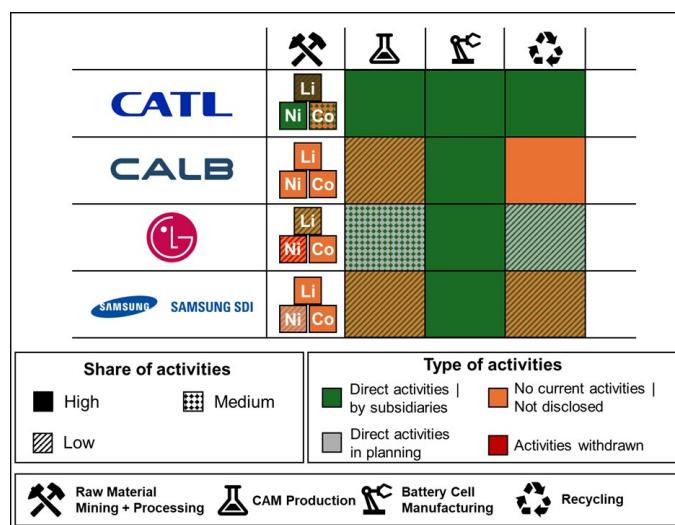 CATL
Li
Ni Co
CALB
Li
Ni Co
LG
Li
Ni Co
SAMSUNG SAMSUNG SDI
Li
Ni Co
Share of activities
High
Medium
Low
Type of activities
Direct activities |
by subsidiaries
No current activities |
Not disclosed
Direct activities
in planning
Activities withdrawn
Raw Material
Mining + Processing
CAM Production
Battery Cell
Manufacturing
Recycling